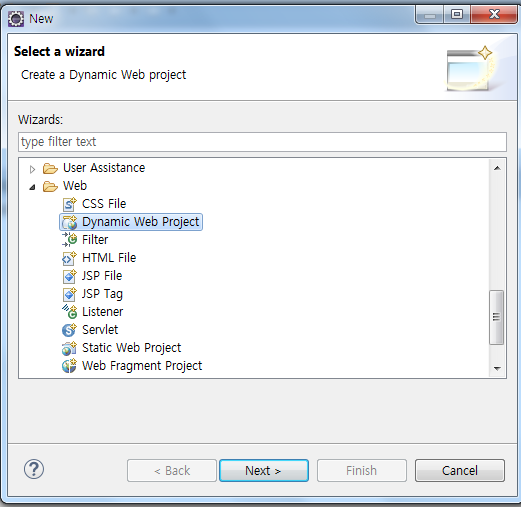 New
Select a wizard
Create a Dynamic Web project
Wizards:
type filter text
User Assistance
Web
CSS File
Dynamic Web Project
Filter
HTML File
JSP File
JSP Tag
Listener
Servlet
Static Web Project
Web Fragment Project
?
< Back
Next >
Finish
Cancel